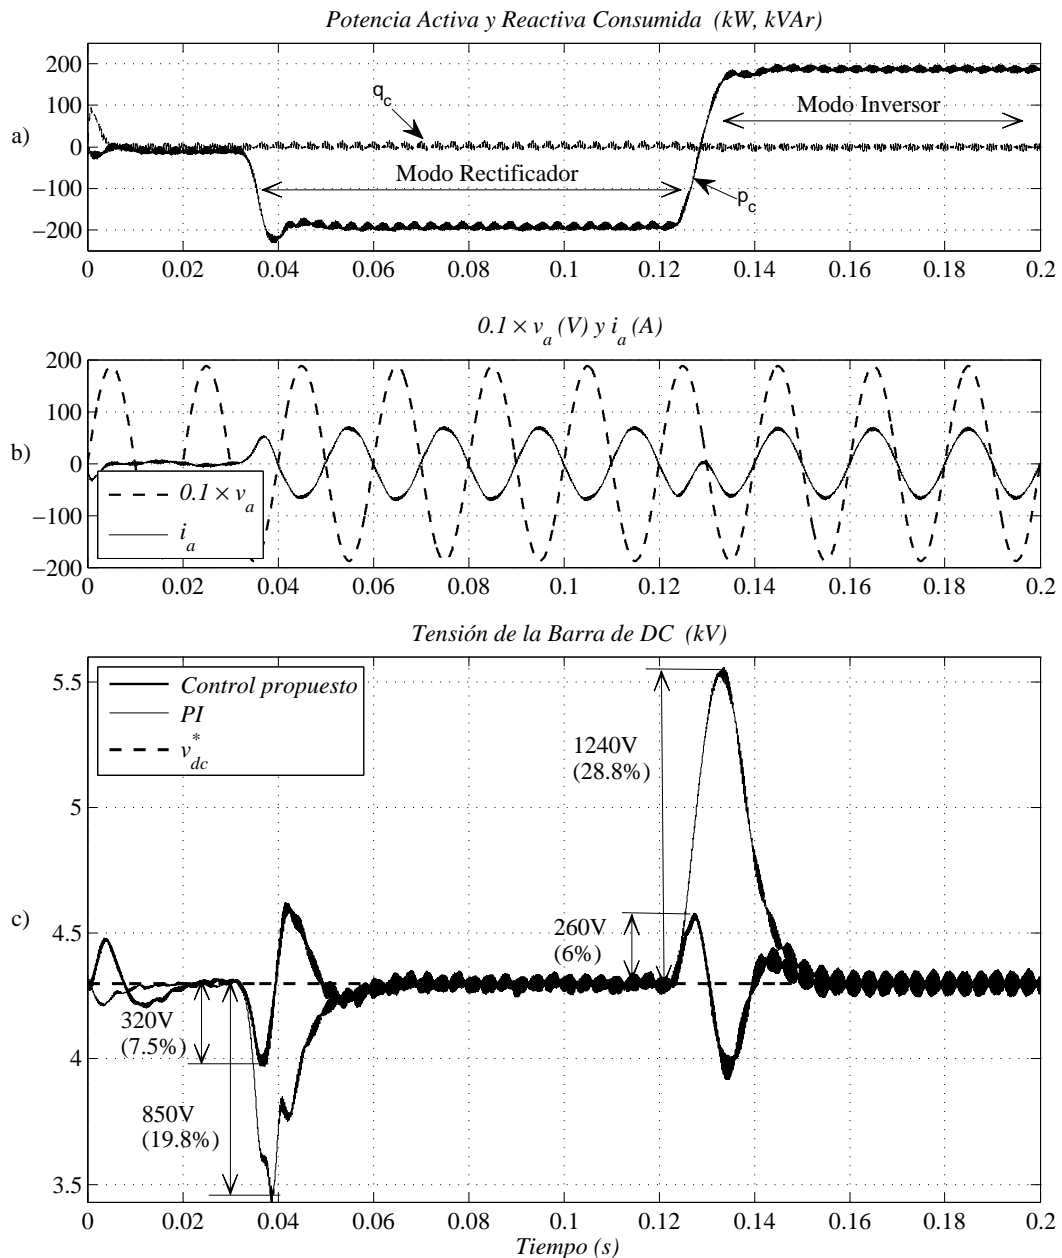 Potencia Activa y Reactiva Consumida (kW, kVAr)
200
100
0
−100
−200
a)
q_c
Modo Inversor
Modo Rectificador
p_c
0 0.02 0.04 0.06 0.08 0.1 0.12 0.14 0.16 0.18 0.2
0.1 × v_a (V) y i_a (A)
200
100
0
−100
−200
b)
0.1 × v_a
i_a
0 0.02 0.04 0.06 0.08 0.1 0.12 0.14 0.16 0.18 0.2
Tensión de la Barra de DC (kV)
5.5
5
4.5
4
3.5
c)
Control propuesto
PI
v*_dc
1240V
(28.8%)
260V
(6%)
320V
(7.5%)
850V
(19.8%)
0 0.02 0.04 0.06 0.08 0.1 0.12 0.14 0.16 0.18 0.2
Tiempo (s)